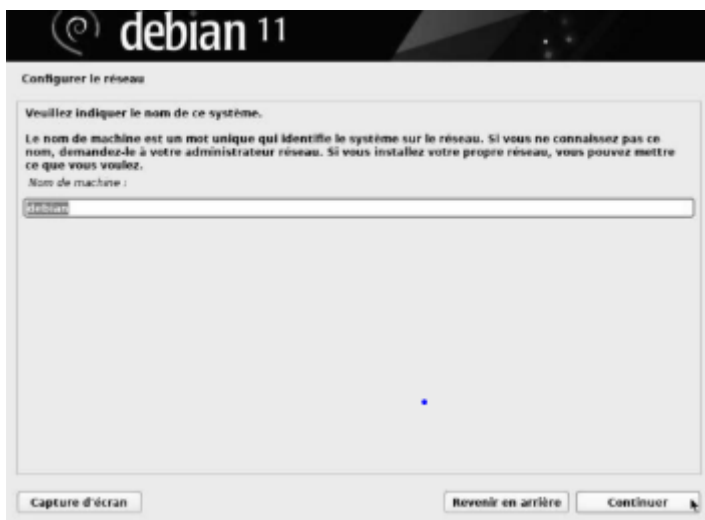 debian 11
Configurer le réseau
Veuillez indiquer le nom de ce système.
Le nom de machine est un mot unique qui identifie le système sur le réseau. Si vous ne connaissez pas ce
nom, demandez-le à votre administrateur réseau. Si vous installez votre propre réseau, vous pouvez mettre
ce que vous voulez.
Nom de machine :
debian
Capture d'écran
Revenir en arrière
Continuer